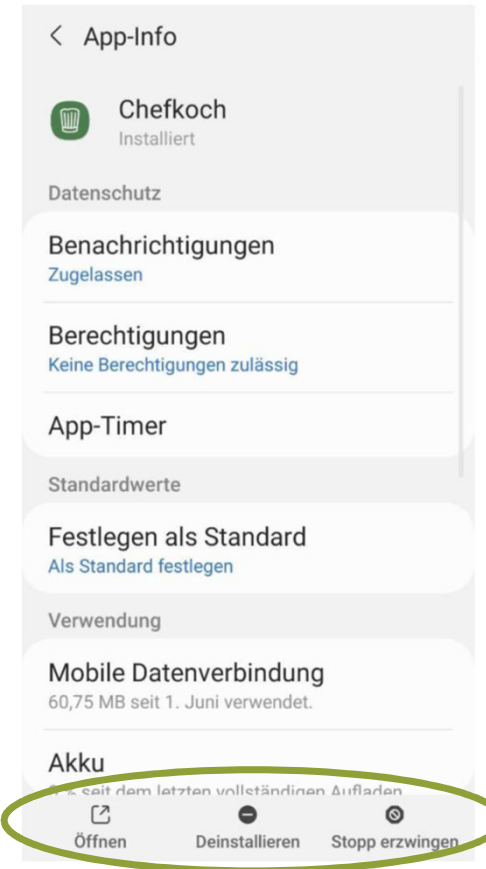 App-Info
Chefkoch
Installiert
Datenschutz
Benachrichtigungen
Zugelassen
Berechtigungen
Keine Berechtigungen zulässig
App-Timer
Standardwerte
Festlegen als Standard
Als Standard festlegen
Verwendung
Mobile Datenverbindung
60,75 MB seit 1. Juni verwendet.
Akku
% seit dem letzten vollständigen Aufladen
Öffnen
Deinstallieren
Stopp erzwingen